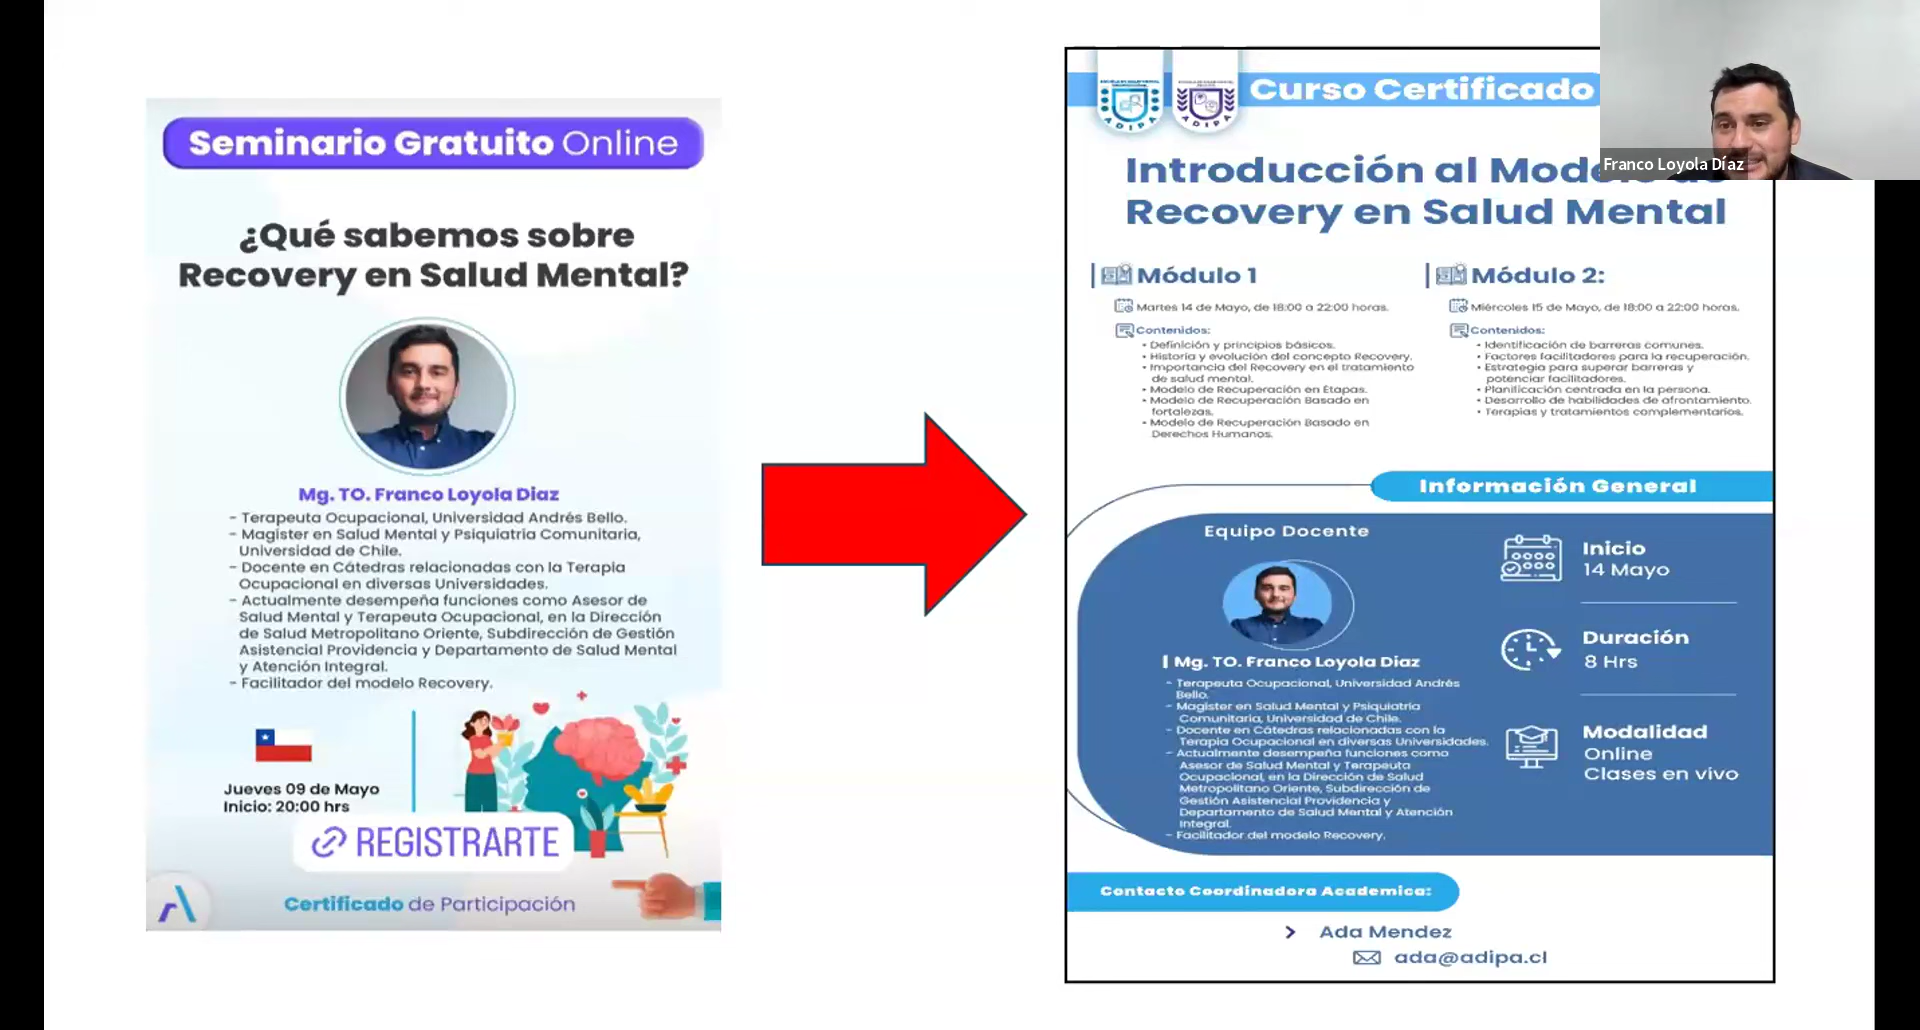 Seminario Gratuito Online
¿Qué sabemos sobre
Recovery en Salud Mental?
Mg. TO. Franco Loyola Diaz
- Terapeuta Ocupacional, Universidad Andrés Bello.
- Magíster en Salud Mental y Psiquiatría Comunitaria,
Universidad de Chile.
- Docente en Cátedras relacionadas con la Terapia
Ocupacional en diversas Universidades.
- Actualmente desempeña funciones como Asesor de
Salud Mental y Terapeuta Ocupacional, en la Dirección
de Salud Metropolitano Oriente, Subdirección de Gestión
Asistencial Providencia y Departamento de Salud Mental
y Atención Integral.
- Facilitador del modelo Recovery.
Jueves 09 de Mayo
Inicio: 20:00 hrs
REGISTRARTE
Certificado de Participación
ADIPA
ADIPA
Curso Certificado
Franco Loyola Díaz
Introducción al
Recovery en Salud Mental
Módulo 1
Martes 14 de Mayo, de 18:00 a 22:00 horas.
Contenidos:
• Definición y principios básicos.
• Historia y evolución del concepto Recovery.
• Importancia del Recovery en el tratamiento
de salud mental.
• Modelo de Recuperación en Etapas.
• Modelo de Recuperación Basado en
fortalezas.
• Modelo de Recuperación Basado en
Derechos Humanos.
Módulo 2:
Miércoles 15 de Mayo, de 18:00 a 22:00 horas.
Contenidos:
• Identificación de barreras comunes.
• Factores facilitadores para la recuperación.
• Estrategia para superar barreras y
potenciar facilitadores.
• Planificación centrada en la persona.
• Desarrollo de habilidades de afrontamiento.
• Terapias y tratamientos complementarios.
Información General
Equipo Docente
Mg. TO. Franco Loyola Diaz
- Terapeuta Ocupacional, Universidad Andrés
Bello.
- Magíster en Salud Mental y Psiquiatría
Comunitaria, Universidad de Chile.
- Docente en Cátedras relacionadas con la
Terapia Ocupacional en diversas Universidades.
- Actualmente desempeña funciones como
Asesor de Salud Mental y Terapeuta
Ocupacional, en la Dirección de Salud
Metropolitano Oriente, Subdirección de
Gestión Asistencial Providencia y
Departamento de Salud Mental y Atención
Integral.
- Facilitador del modelo Recovery.
Inicio
14 Mayo
Duración
8 Hrs
Modalidad
Online
Clases en vivo
Contacto Coordinadora Academica:
Ada Mendez
ada@adipa.cl